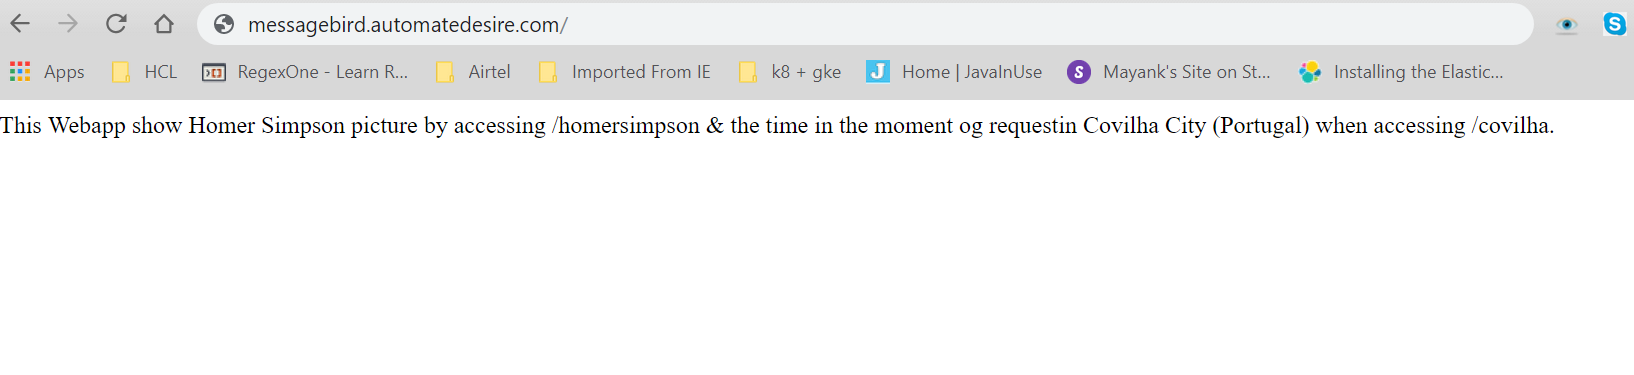 messagebird.automatedesire.com/
Apps HCL RegexOne - Learn R... Airtel Imported From IE k8 + gke J Home | JavaInUse S Mayank's Site on St... Installing the Elastic...
This Webapp show Homer Simpson picture by accessing /homersimpson & the time in the moment og requestin Covilha City (Portugal) when accessing /covilha.